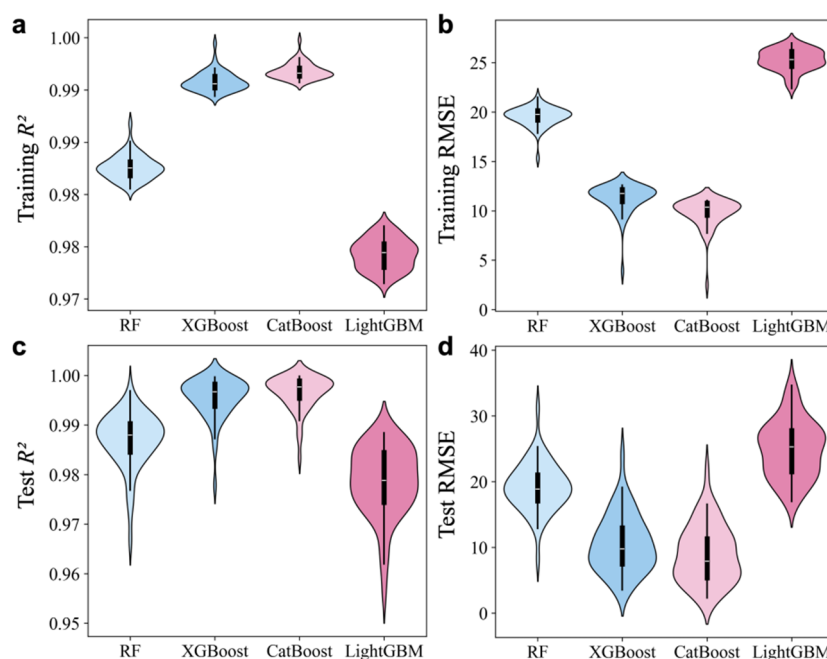 a
Training R²
1.00
0.99
0.99
0.98
0.98
0.97
RF XGBoost CatBoost LightGBM
b
Training RMSE
25
20
15
10
5
0
RF XGBoost CatBoost LightGBM
c
Test R²
1.00
0.99
0.98
0.97
0.96
0.95
RF XGBoost CatBoost LightGBM
d
Test RMSE
40
30
20
10
0
RF XGBoost CatBoost LightGBM